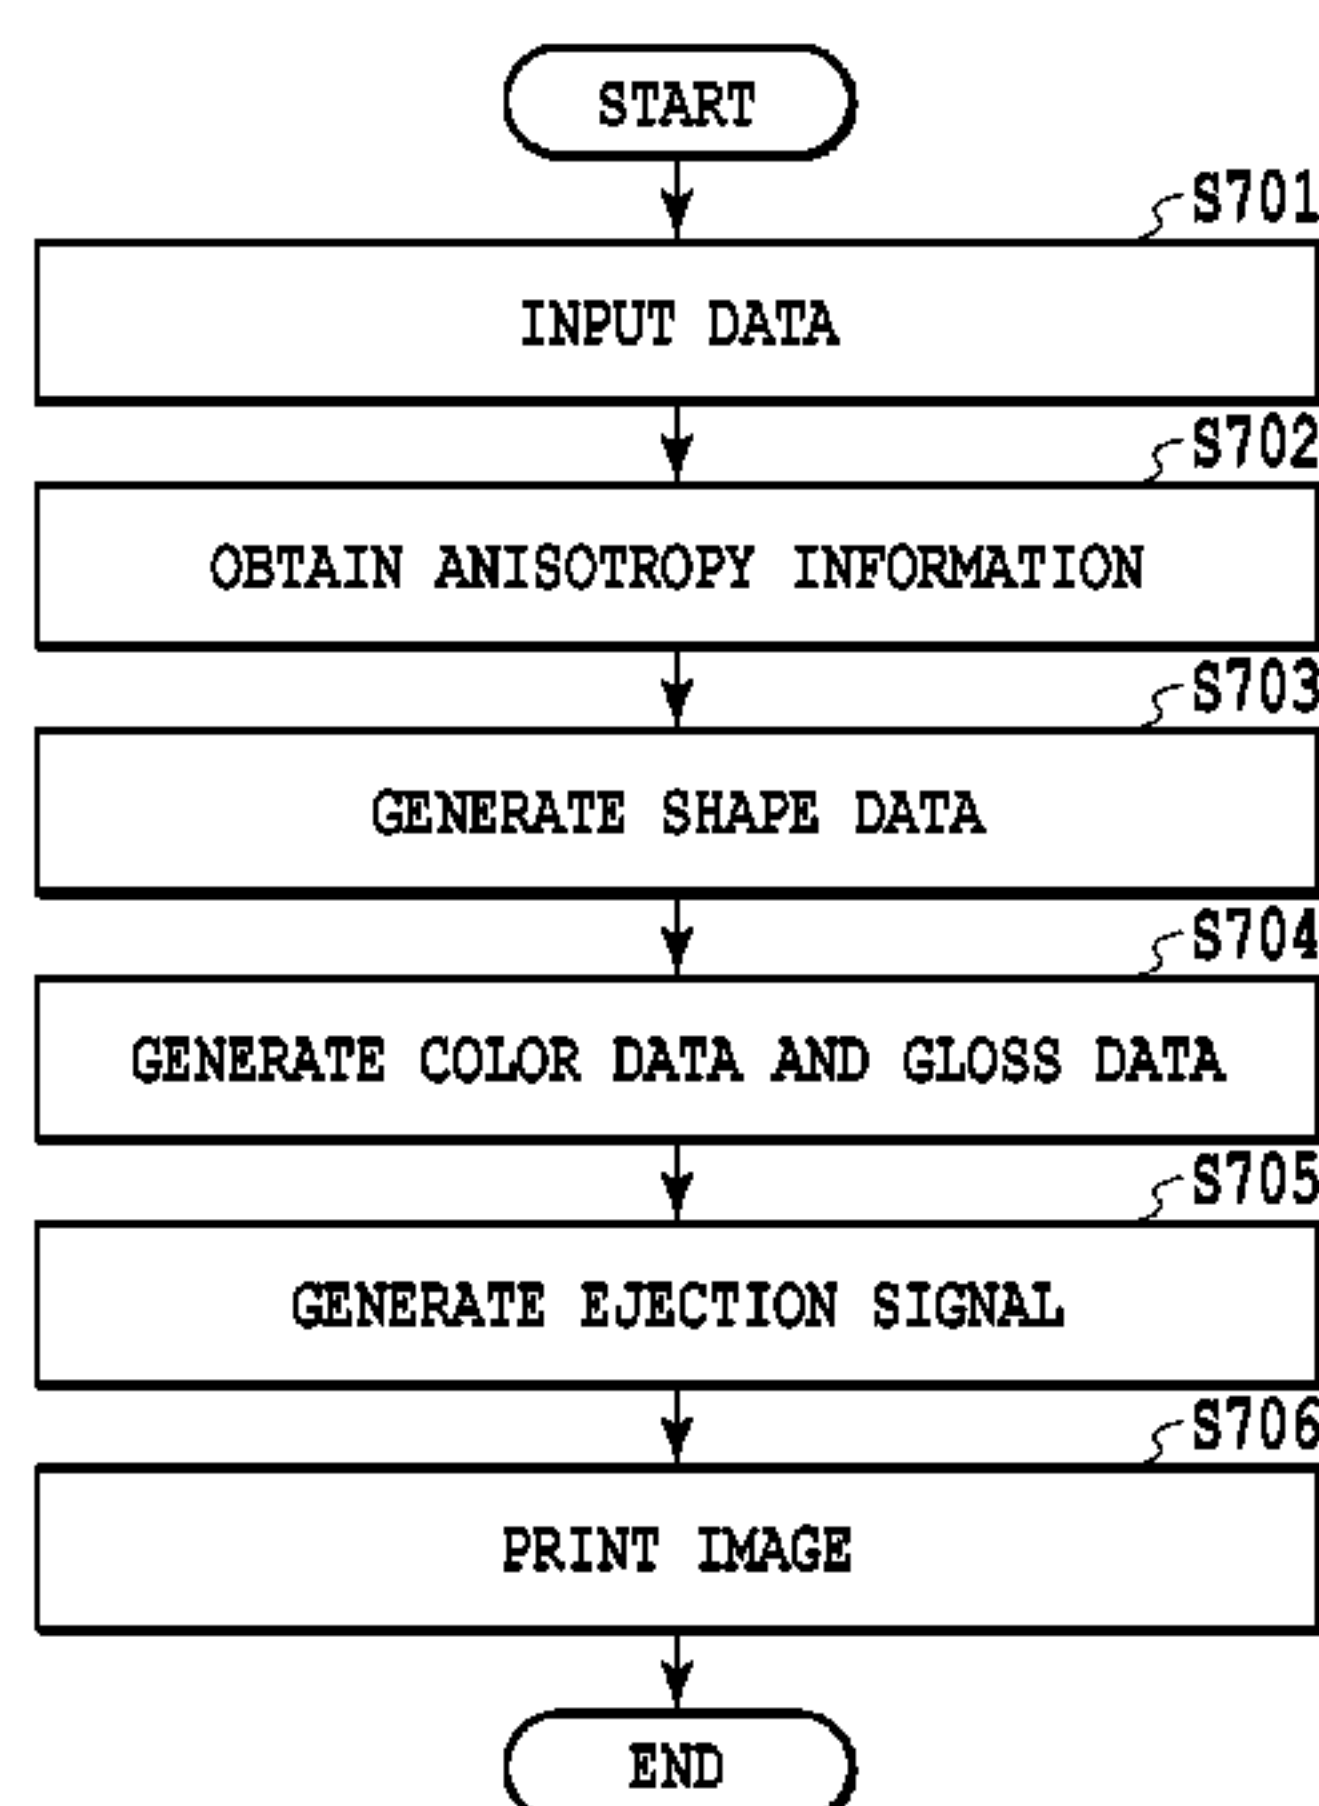 START
S701
INPUT DATA
S702
OBTAIN ANISOTROPY INFORMATION
S703
GENERATE SHAPE DATA
S704
GENERATE COLOR DATA AND GLOSS DATA
S705
GENERATE EJECTION SIGNAL
S706
PRINT IMAGE
END